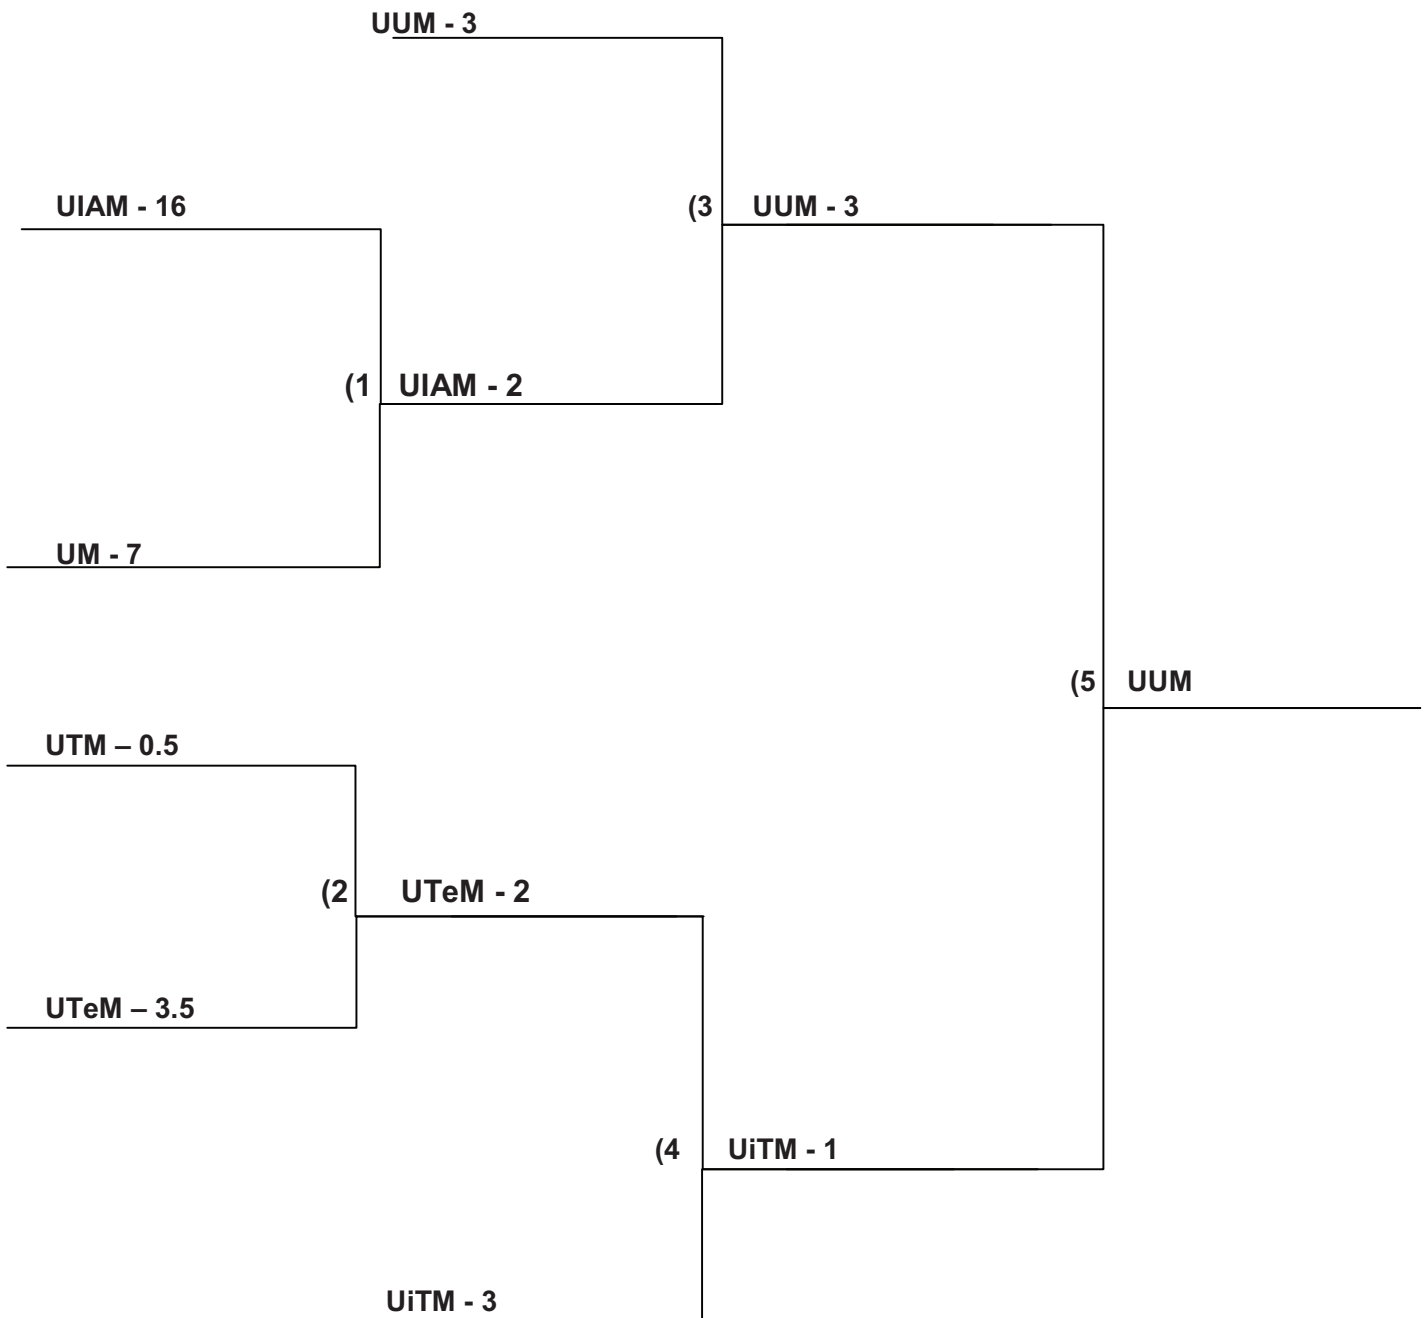 UUM - 3
UIAM - 16
(3 UUM - 3
(1 UIAM - 2
UM - 7
(5 UUM
UTM – 0.5
(2 UTeM - 2
UTeM – 3.5
(4 UiTM - 1
UiTM - 3